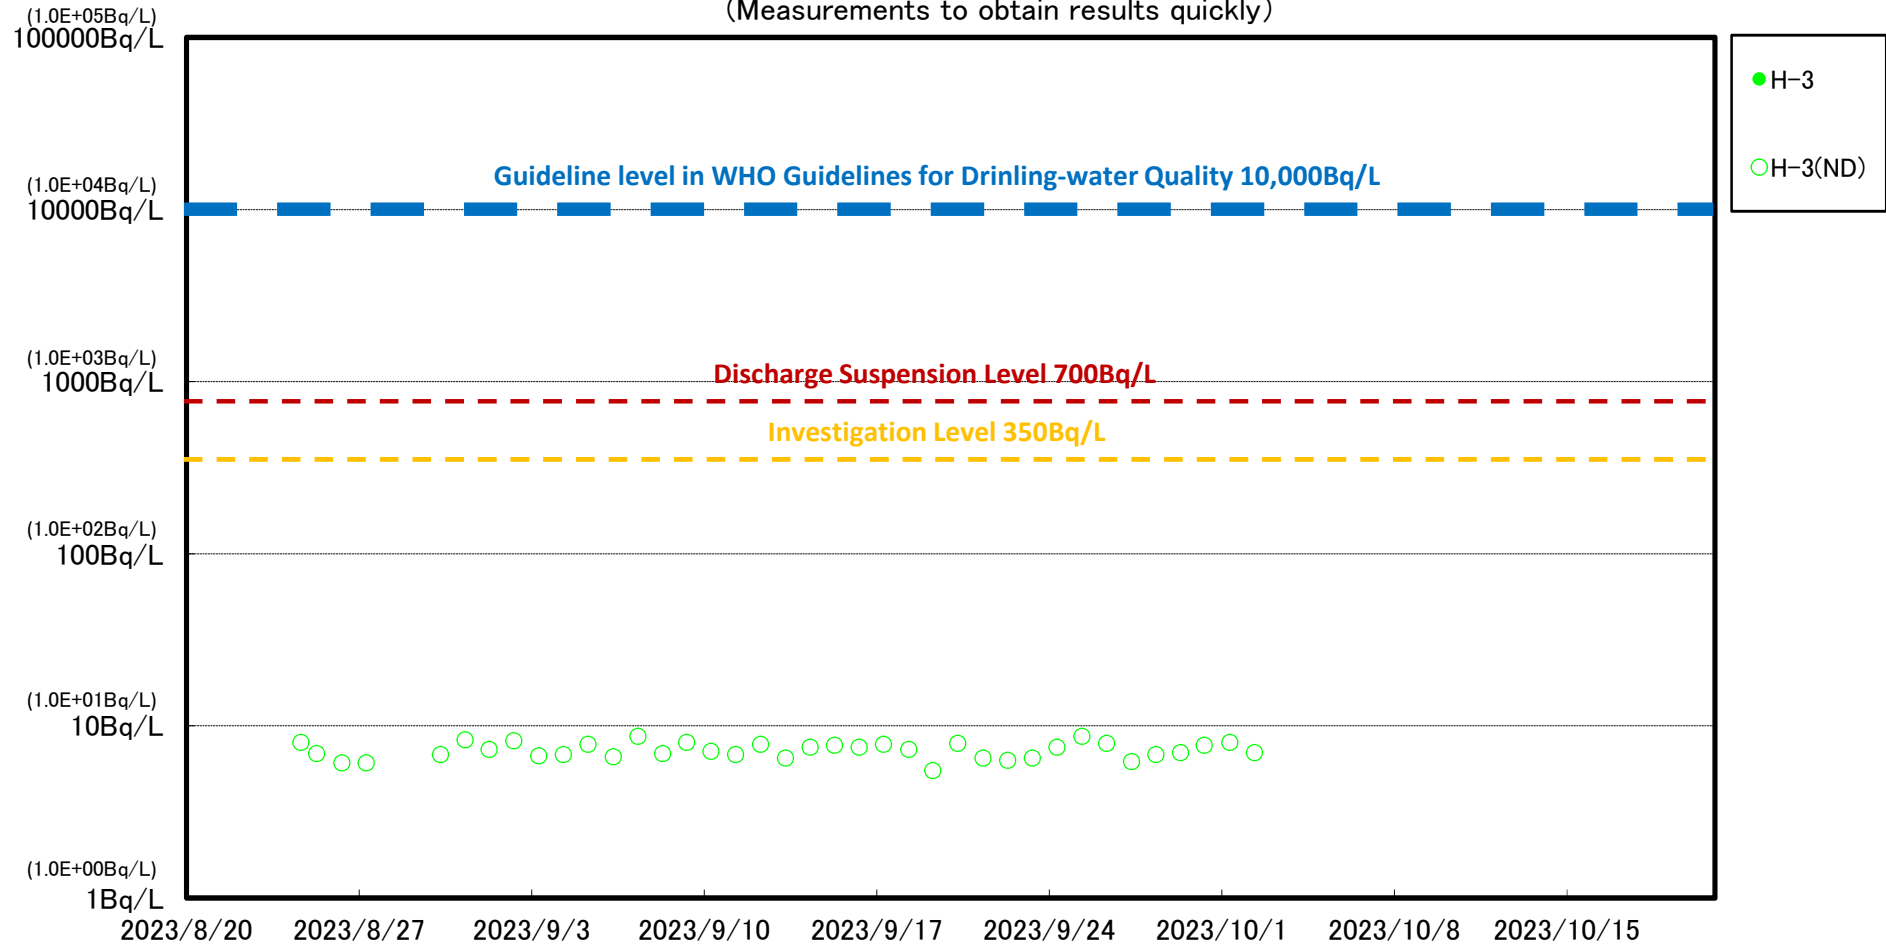 (Measurements to obtain results quickly)
(1.0E+05Bq/L)
100000Bq/L
H-3
H-3(ND)
Guideline level in WHO Guidelines for Drinling-water Quality 10,000Bq/L
(1.0E+04Bq/L)
10000Bq/L
(1.0E+03Bq/L)
1000Bq/L
Discharge Suspension Level 700Bq/L
Investigation Level 350Bq/L
(1.0E+02Bq/L)
100Bq/L
(1.0E+01Bq/L)
10Bq/L
(1.0E+00Bq/L)
1Bq/L
2023/8/20 2023/8/27 2023/9/3 2023/9/10 2023/9/17 2023/9/24 2023/10/1 2023/10/8 2023/10/15